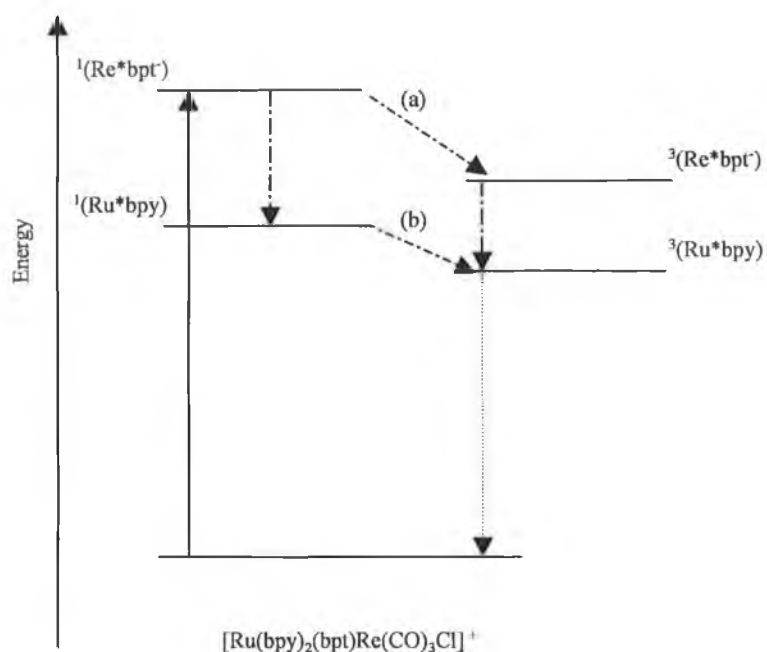 ¹(Re*bpt⁻)
(a)
³(Re*bpt⁻)
¹(Ru*bpy)
(b)
³(Ru*bpy)
Energy
[Ru(bpy)₂(bpt)Re(CO)₃Cl]⁺